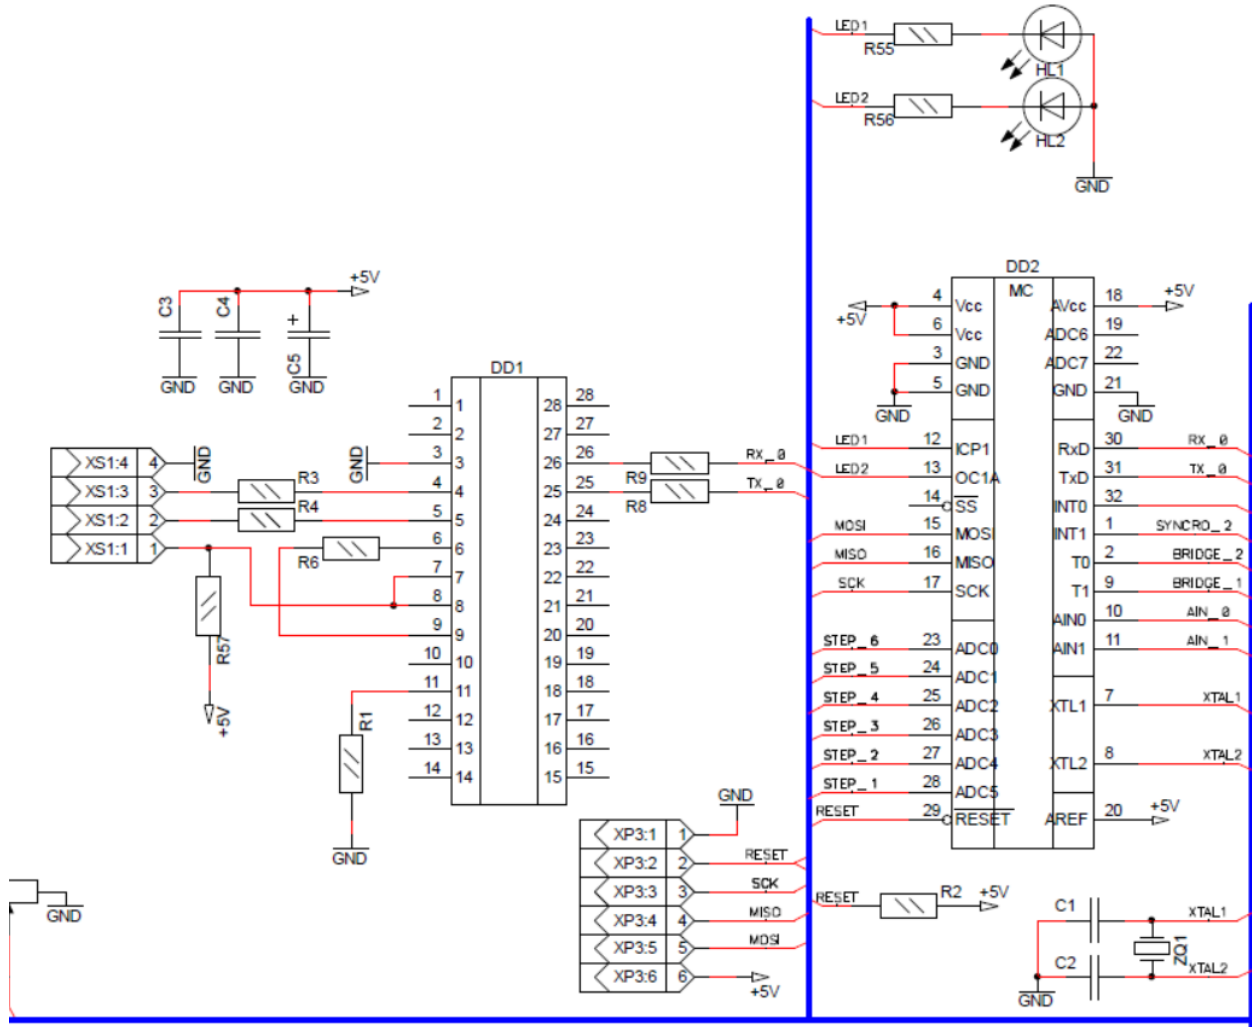 LED1
R55
HL1
LED2
R56
HL2
GND
+5V
C3
C4
+
C5
GND
GND
GND
DD1
1 1 28 28
2 2 27 27
3 3 26 26
4 4 25 25
5 5 24 24
6 6 23 23
7 7 22 22
8 8 21 21
9 9 20 20
10 10 19 19
11 11 18 18
12 12 17 17
13 13 16 16
14 14 15 15
XS1:4 4 GND
XS1:3 3 R3
XS1:2 2 R4
XS1:1 1
GND
R6
R57
+5V
R1
GND
R9 RX_0
R8 TX_0
DD2
MC
+5V
4 Vcc AVcc 18 +5V
6 Vcc ADC6 19
3 GND ADC7 22
5 GND GND 21
GND
GND
LED1 12 ICP1 RxD 30 RX_0
LED2 13 OC1A TxD 31 TX_0
14 SS INT0 32
MOSI 15 MOSI INT1 1 SYNCRO_2
MISO 16 MISO T0 2 BRIDGE_2
SCK 17 SCK T1 9 BRIDGE_1
AIN0 10 AIN_0
STEP_6 23 ADC0 AIN1 11 AIN_1
STEP_5 24 ADC1
STEP_4 25 ADC2 XTL1 7 XTAL1
STEP_3 26 ADC3
STEP_2 27 ADC4 XTL2 8 XTAL2
STEP_1 28 ADC5
RESET 29 RESET AREF 20 +5V
GND
XP3:1 1
XP3:2 2 RESET
XP3:3 3 SCK
XP3:4 4 MISO
XP3:5 5 MOSI
XP3:6 6 +5V
RESET R2 +5V
C1 XTAL1
ZQ1
C2 XTAL2
GND
GND